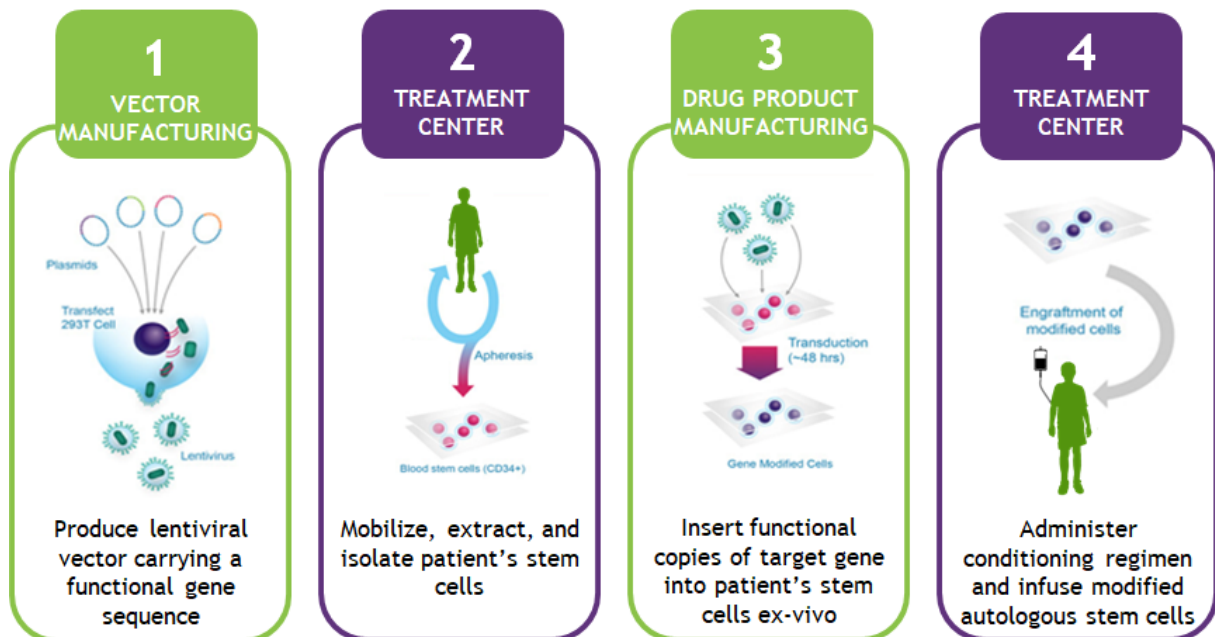 1
VECTOR
MANUFACTURING
Plasmids
Transfect
293T Cell
Lentivirus
Produce lentiviral
vector carrying a
functional gene
sequence
2
TREATMENT
CENTER
Apheresis
Blood stem cells (CD34+)
Mobilize, extract, and
isolate patient's stem
cells
3
DRUG PRODUCT
MANUFACTURING
Transduction
(~48 hrs)
Gene Modified Cells
Insert functional
copies of target gene
into patient's stem
cells ex-vivo
4
TREATMENT
CENTER
Engraftment of
modified cells
Administer
conditioning regimen
and infuse modified
autologous stem cells